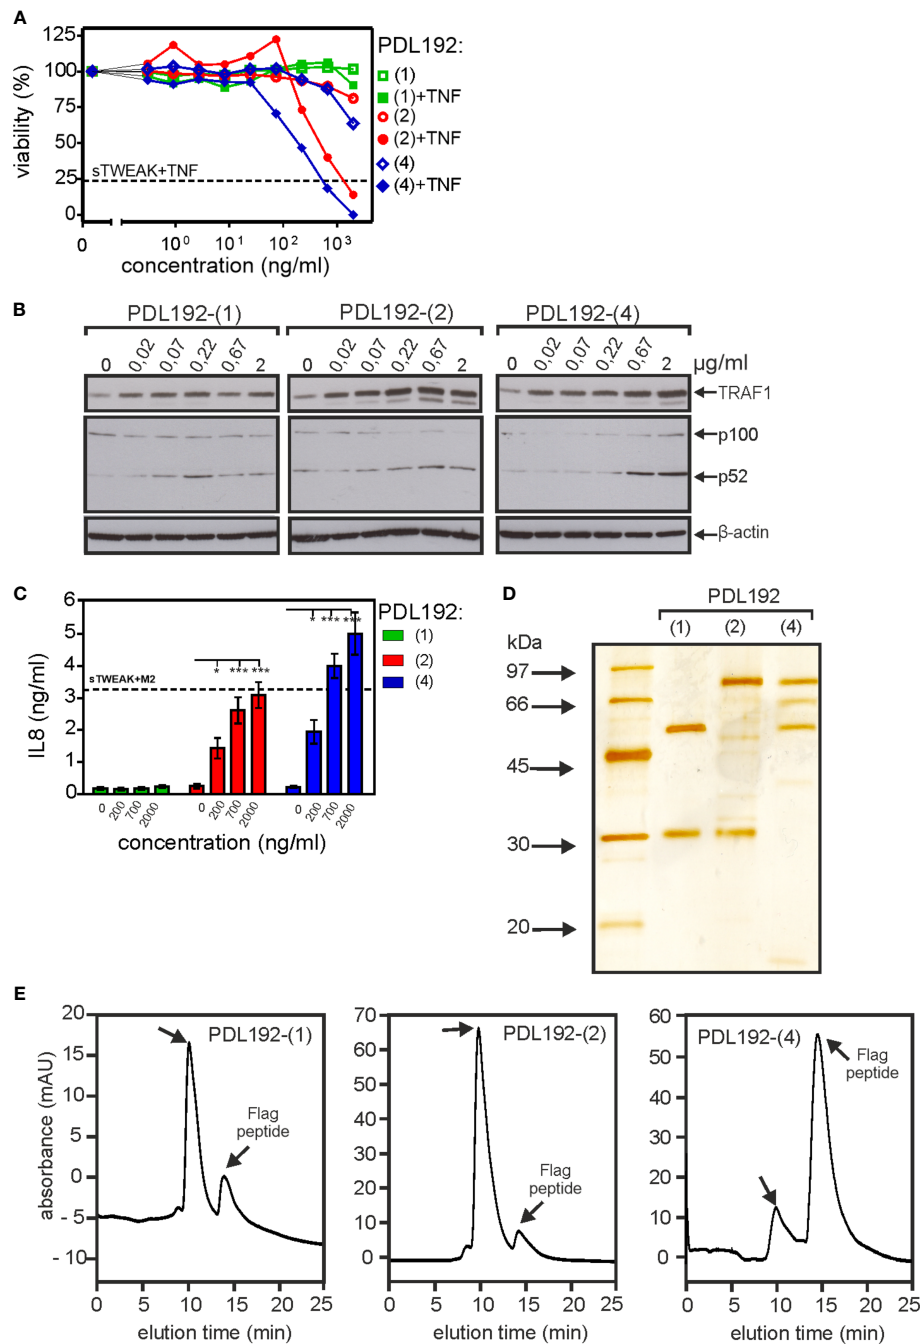 A
125
100
75
50
25
0
viability (%)
sTWEAK+TNF
0
10⁰
10¹
10²
10³
concentration (ng/ml)
PDL192:
(1)
(1)+TNF
(2)
(2)+TNF
(4)
(4)+TNF
B
PDL192-(1)
PDL192-(2)
PDL192-(4)
0 0,02 0,07 0,22 0,67 2
0 0,02 0,07 0,22 0,67 2
0 0,02 0,07 0,22 0,67 2
µg/ml
TRAF1
p100
p52
β-actin
C
6
5
4
3
2
1
0
IL8 (ng/ml)
sTWEAK+M2
* *** ***
* *** ***
0 200 700 2000
0 200 700 2000
0 200 700 2000
concentration (ng/ml)
PDL192:
(1)
(2)
(4)
D
PDL192
(1) (2) (4)
kDa
97
66
45
30
20
E
20
15
10
5
0
- 5
- 10
absorbance (mAU)
PDL192-(1)
Flag
peptide
0 5 10 15 20 25
elution time (min)
70
60
50
40
30
20
10
0
PDL192-(2)
Flag
peptide
0 5 10 15 20 25
elution time (min)
60
50
40
30
20
10
0
PDL192-(4)
Flag
peptide
0 5 10 15 20 25
elution time (min)